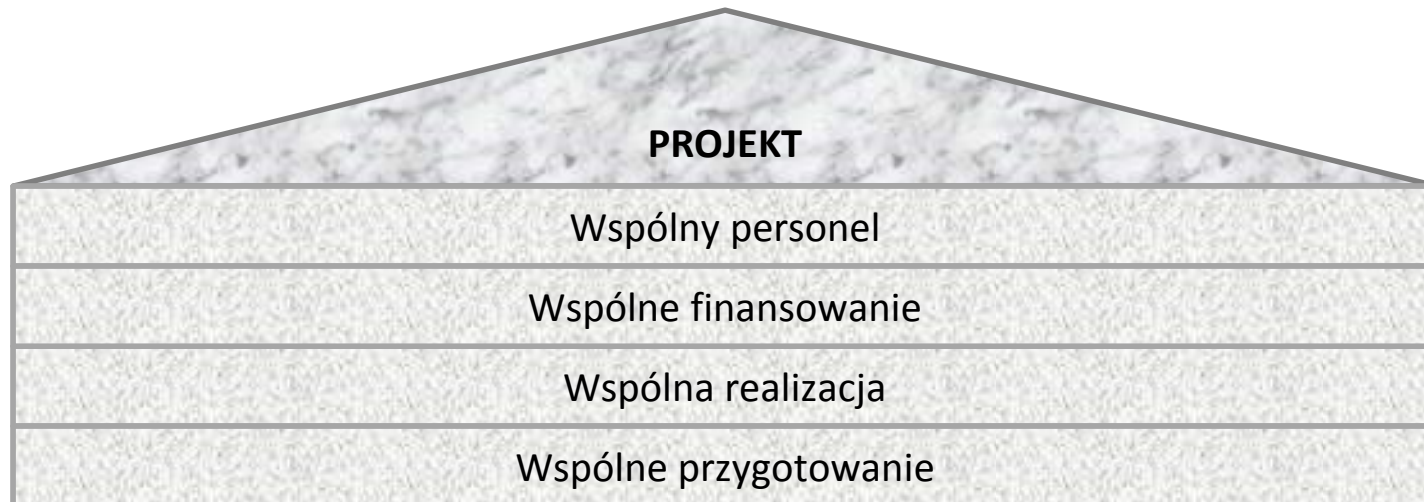 PROJEKT
Wspólny personel
Wspólne finansowanie
Wspólna realizacja
Wspólne przygotowanie